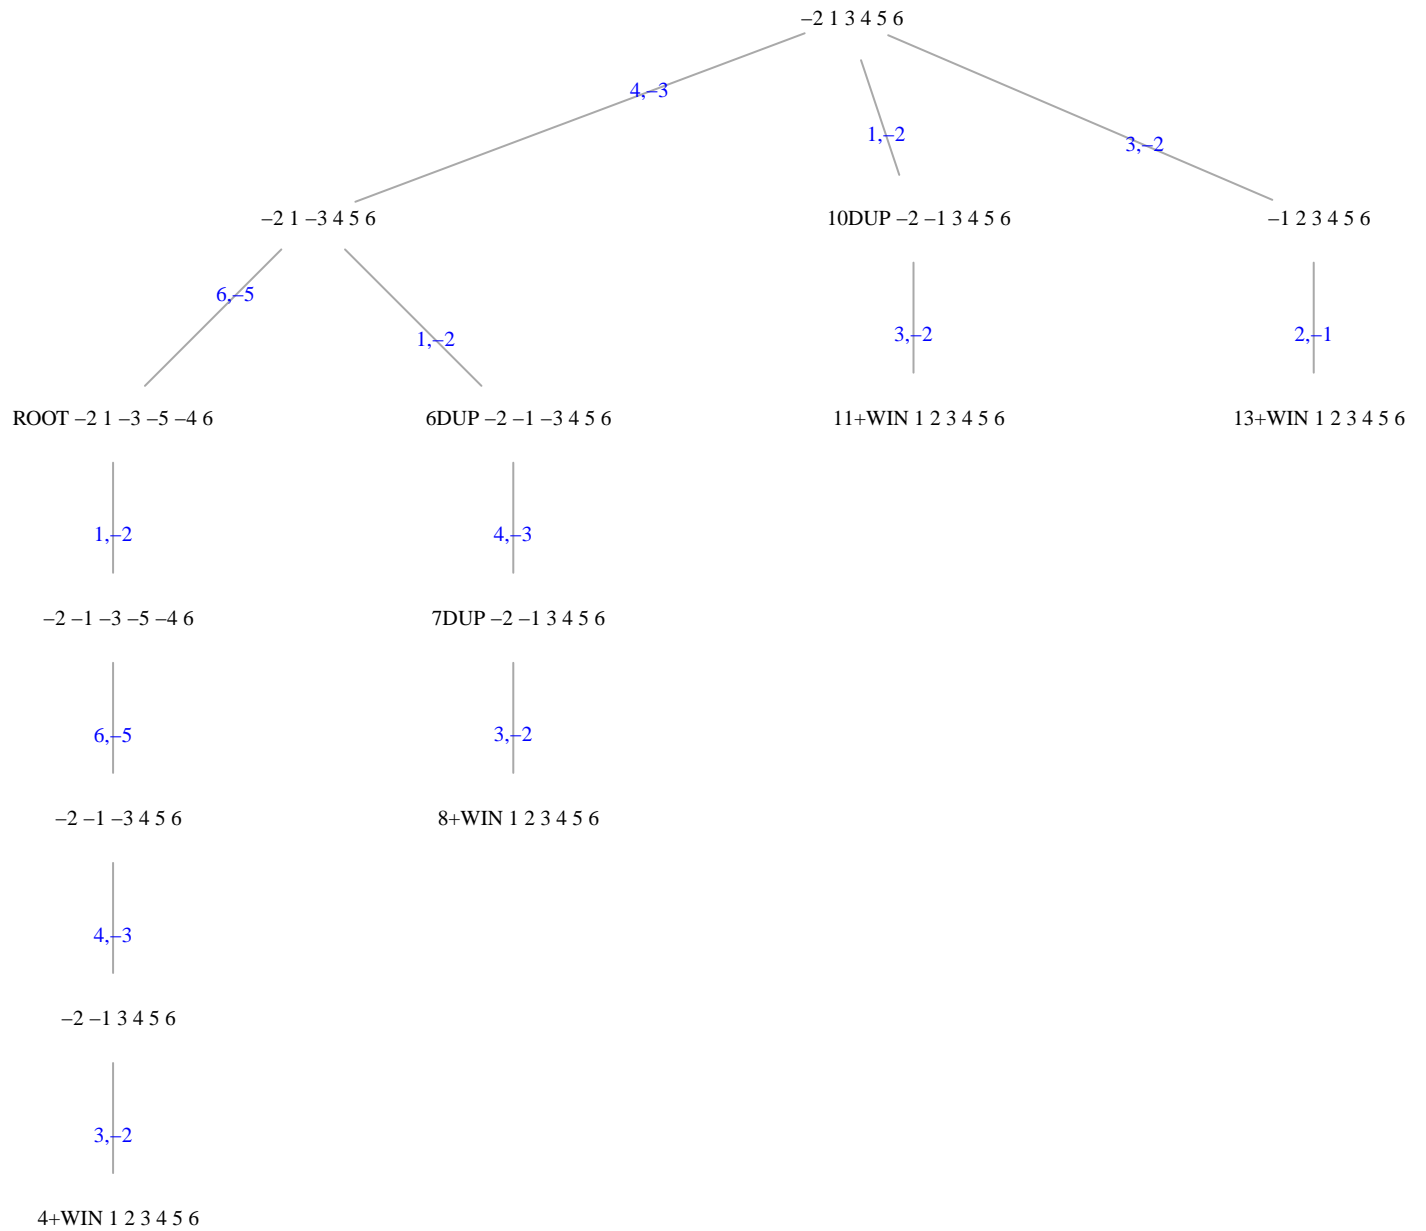 –2 1 3 4 5 6
4,–3
1,–2
3,–2
–2 1 –3 4 5 6
10DUP –2 –1 3 4 5 6
–1 2 3 4 5 6
6,–5
1,–2
3,–2
2,–1
ROOT –2 1 –3 –5 –4 6
6DUP –2 –1 –3 4 5 6
11+WIN 1 2 3 4 5 6
13+WIN 1 2 3 4 5 6
1,–2
4,–3
–2 –1 –3 –5 –4 6
7DUP –2 –1 3 4 5 6
6,–5
3,–2
–2 –1 –3 4 5 6
8+WIN 1 2 3 4 5 6
4,–3
–2 –1 3 4 5 6
3,–2
4+WIN 1 2 3 4 5 6